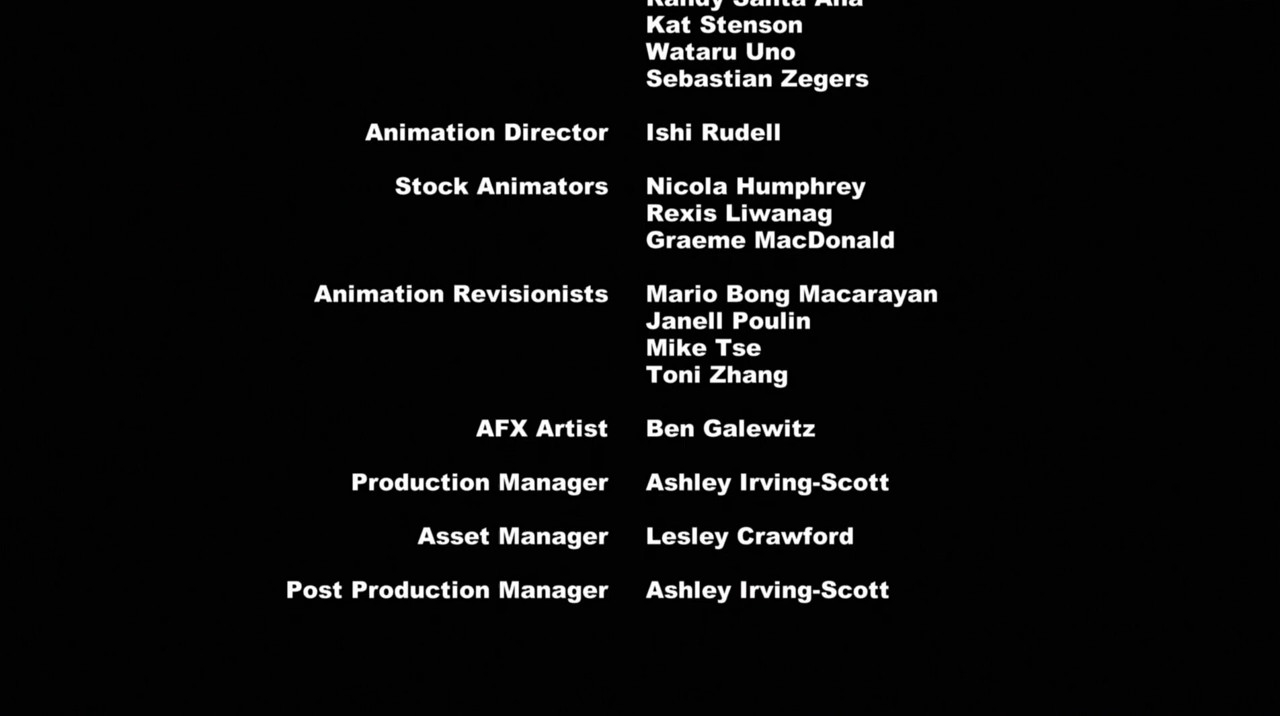 Randy Santa Ana
Kat Stenson
Wataru Uno
Sebastian Zegers
Animation Director Ishi Rudell
Stock Animators Nicola Humphrey
Rexis Liwanag
Graeme MacDonald
Animation Revisionists Mario Bong Macarayan
Janell Poulin
Mike Tse
Toni Zhang
AFX Artist Ben Galewitz
Production Manager Ashley Irving-Scott
Asset Manager Lesley Crawford
Post Production Manager Ashley Irving-Scott